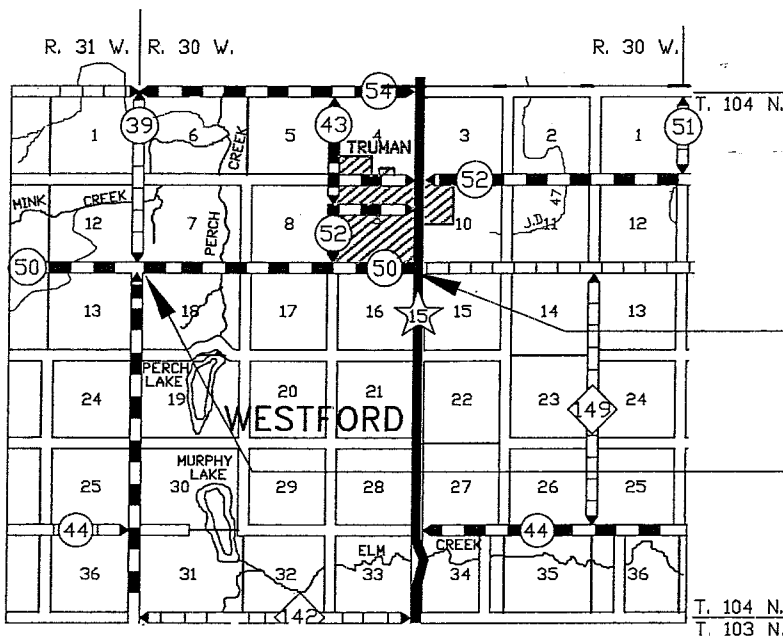 R. 31 W. R. 30 W. R. 30 W.
54
T. 104 N.
1 39 6 5 43 4 3 2 1 51
CREEK
TRUMAN
52
MINK CREEK
47
12 7 PERCH 8 10 J.D. 11 12
52
50 50
13 18 17 16 15 15 14 13
PERCH
LAKE
24 19 20 21 22 23 149 24
WESTFORD
MURPHY
LAKE
25 30 29 28 27 26 25
44 44
ELM CREEK
36 31 32 33 34 35 36
142
T. 104 N.
T. 103 N.